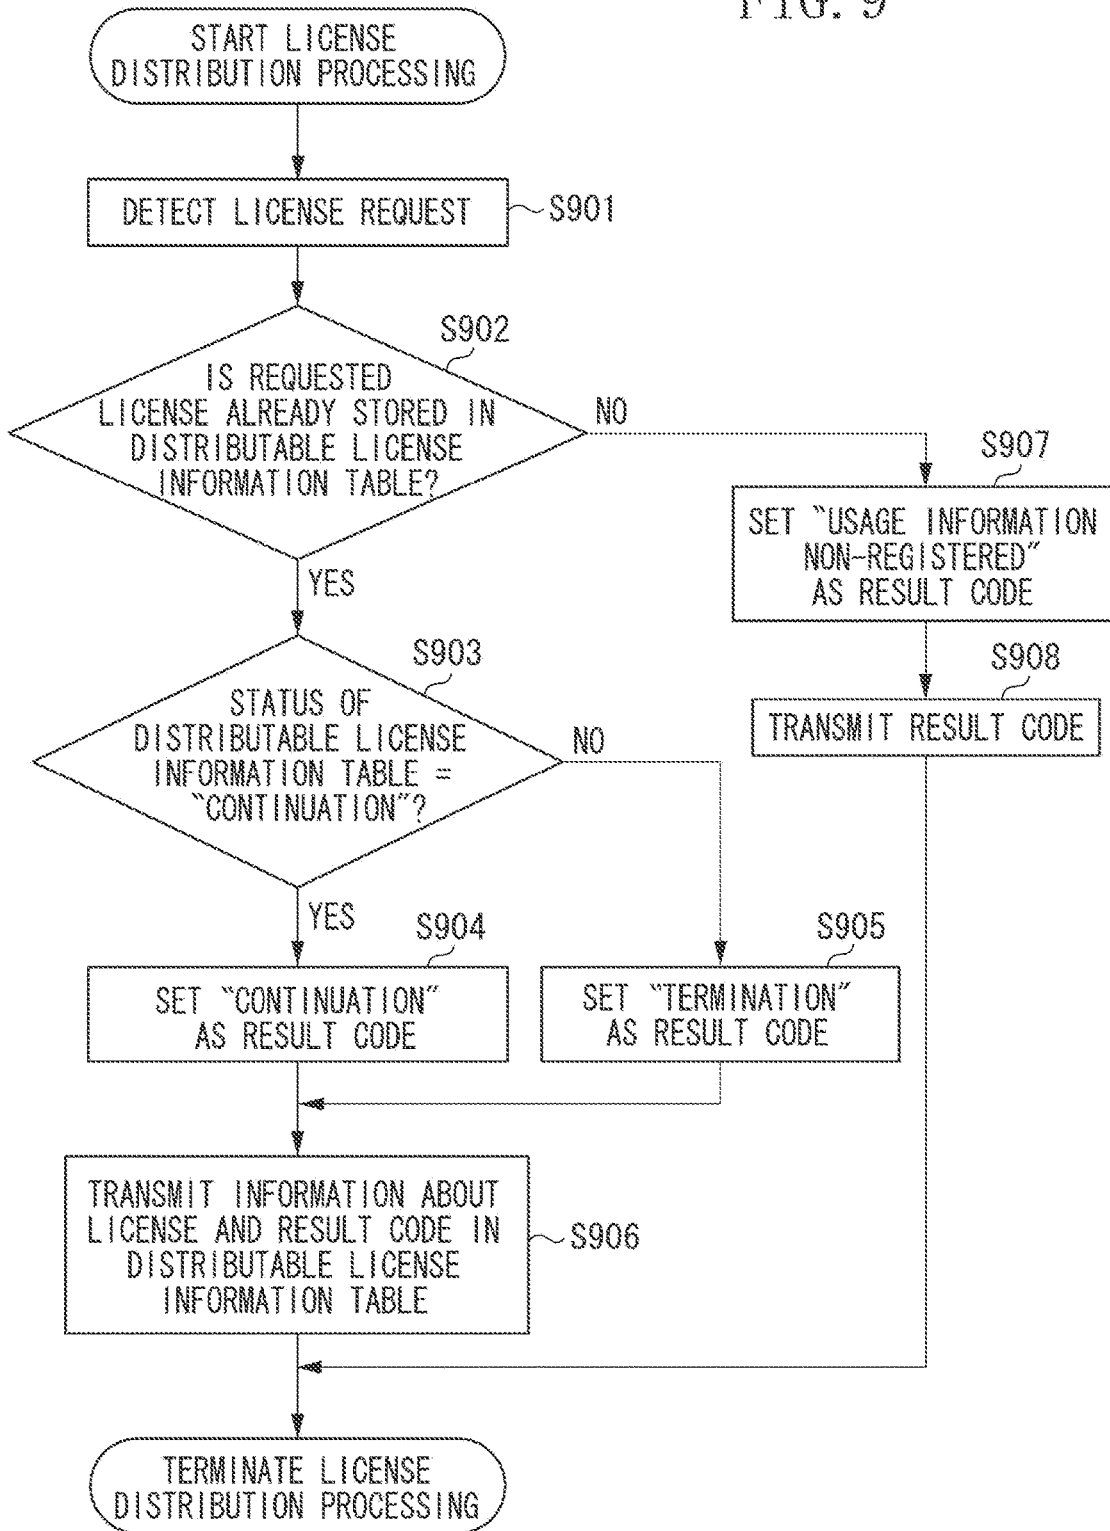 FIG. 9
START LICENSE
DISTRIBUTION PROCESSING
DETECT LICENSE REQUEST
S901
S902
IS REQUESTED
LICENSE ALREADY STORED IN
DISTRIBUTABLE LICENSE
INFORMATION TABLE?
NO
YES
S907
SET “USAGE INFORMATION
NON-REGISTERED”
AS RESULT CODE
S903
STATUS OF
DISTRIBUTABLE LICENSE
INFORMATION TABLE =
“CONTINUATION”?
NO
YES
S908
TRANSMIT RESULT CODE
S904
SET “CONTINUATION”
AS RESULT CODE
S905
SET “TERMINATION”
AS RESULT CODE
TRANSMIT INFORMATION ABOUT
LICENSE AND RESULT CODE IN
DISTRIBUTABLE LICENSE
INFORMATION TABLE
S906
TERMINATE LICENSE
DISTRIBUTION PROCESSING